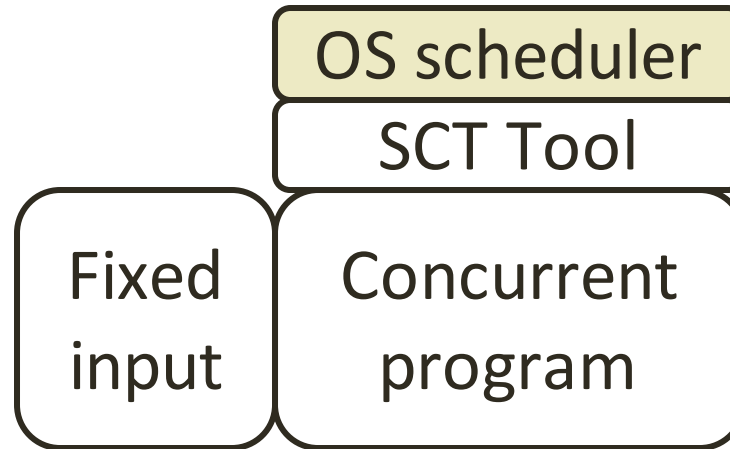 OS scheduler
SCT Tool
Fixed
input
Concurrent
program